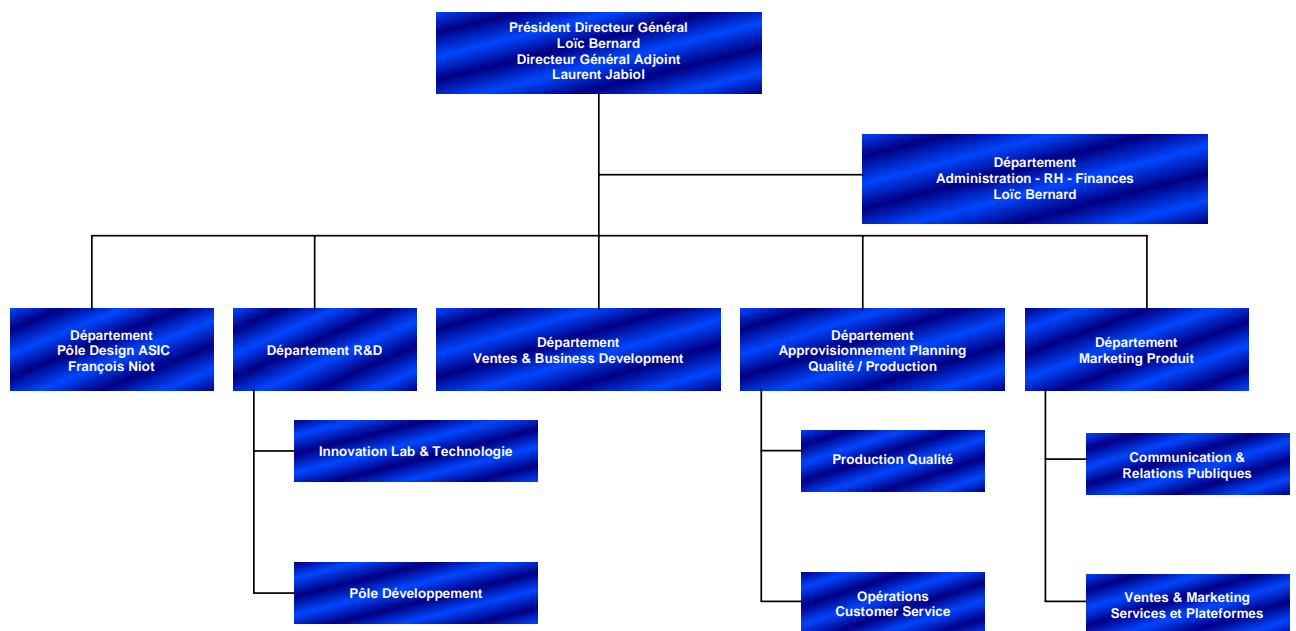 Président Directeur Général
Loïc Bernard
Directeur Général Adjoint
Laurent Jabiol
Département
Administration - RH - Finances
Loïc Bernard
Département
Pôle Design ASIC
François Niot
Département R&D
Département
Ventes & Business Development
Département
Approvisionnement Planning
Qualité / Production
Département
Marketing Produit
Innovation Lab & Technologie
Production Qualité
Communication &
Relations Publiques
Pôle Développement
Opérations
Customer Service
Ventes & Marketing
Services et Plateformes